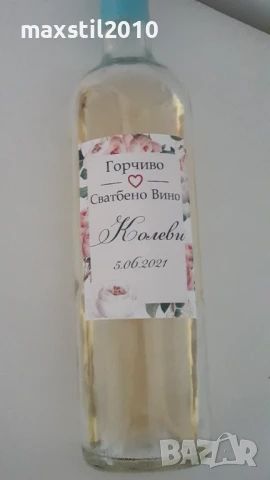 maxstil2010
Горчиво
Сватбено Вино
Колеви
5.06.2021
BAZAR